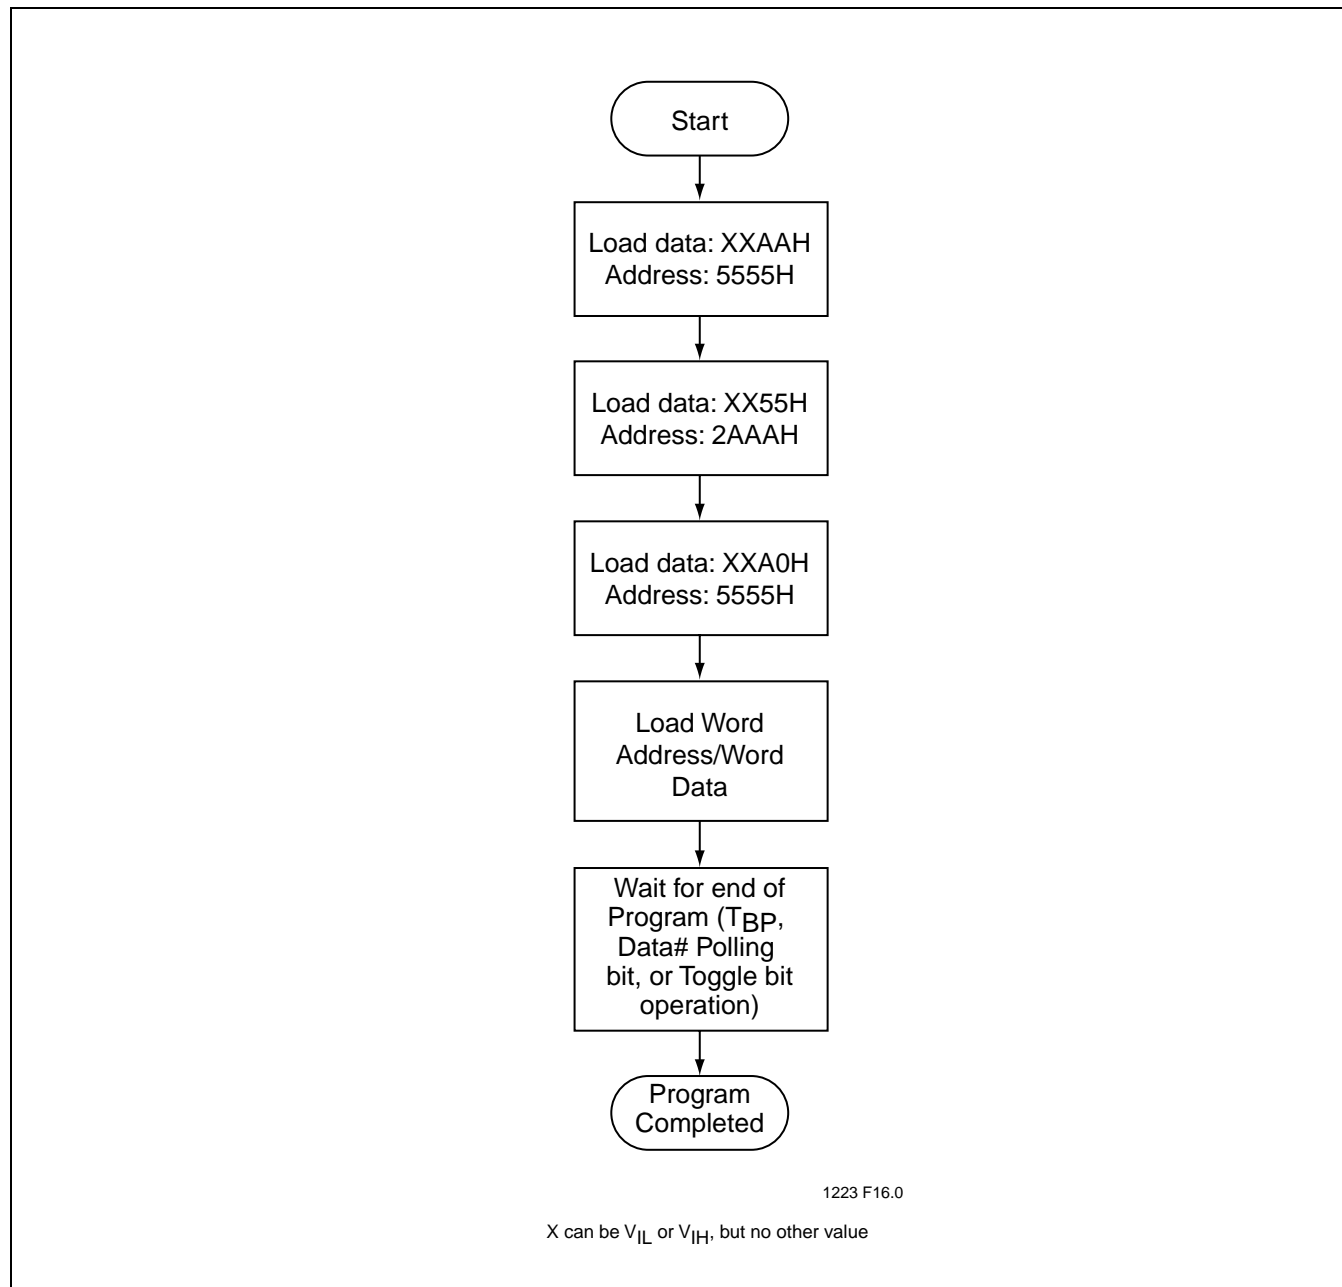 Start
Load data: XXAAH
Address: 5555H
Load data: XX55H
Address: 2AAAH
Load data: XXA0H
Address: 5555H
Load Word
Address/Word
Data
Wait for end of
Program (TBP,
Data# Polling
bit, or Toggle bit
operation)
Program
Completed
1223 F16.0
X can be VIL or VIH, but no other value